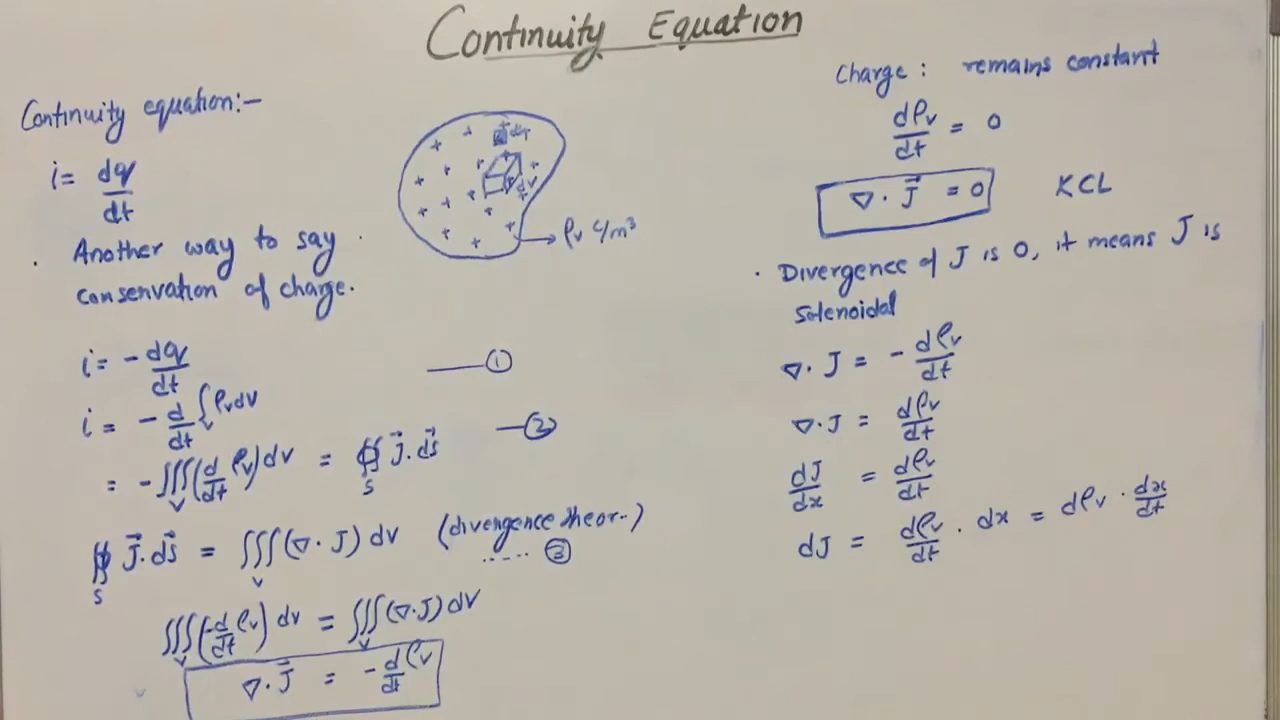 Continuity Equation
Continuity equation:-
i = dq/dt
Another way to say
conservation of charge.
ρv c/m³
dv
i = - dq/dt —— ①
i = - d/dt ∫v ρv dv —②
= - ∭v (d/dt ρv) dv = ∯s J⃗. ds⃗
∯s J⃗. ds⃗ = ∭v (∇ . J) dv (divergence theor..)
..... ③
∭v (-d/dt ρv) dv = ∭v (∇.J) dv
∇. J⃗ = - d/dt ρv
Charge : remains constant
dρv/dt = 0
∇ . J⃗ = 0 KCL
. Divergence of J is 0, it means J is
solenoidal
∇. J = - dρv/dt
∇. J = dρv/dt
dJ/dx = dρv/dt
dJ = dρv/dt . dx = dρv . dx/dt